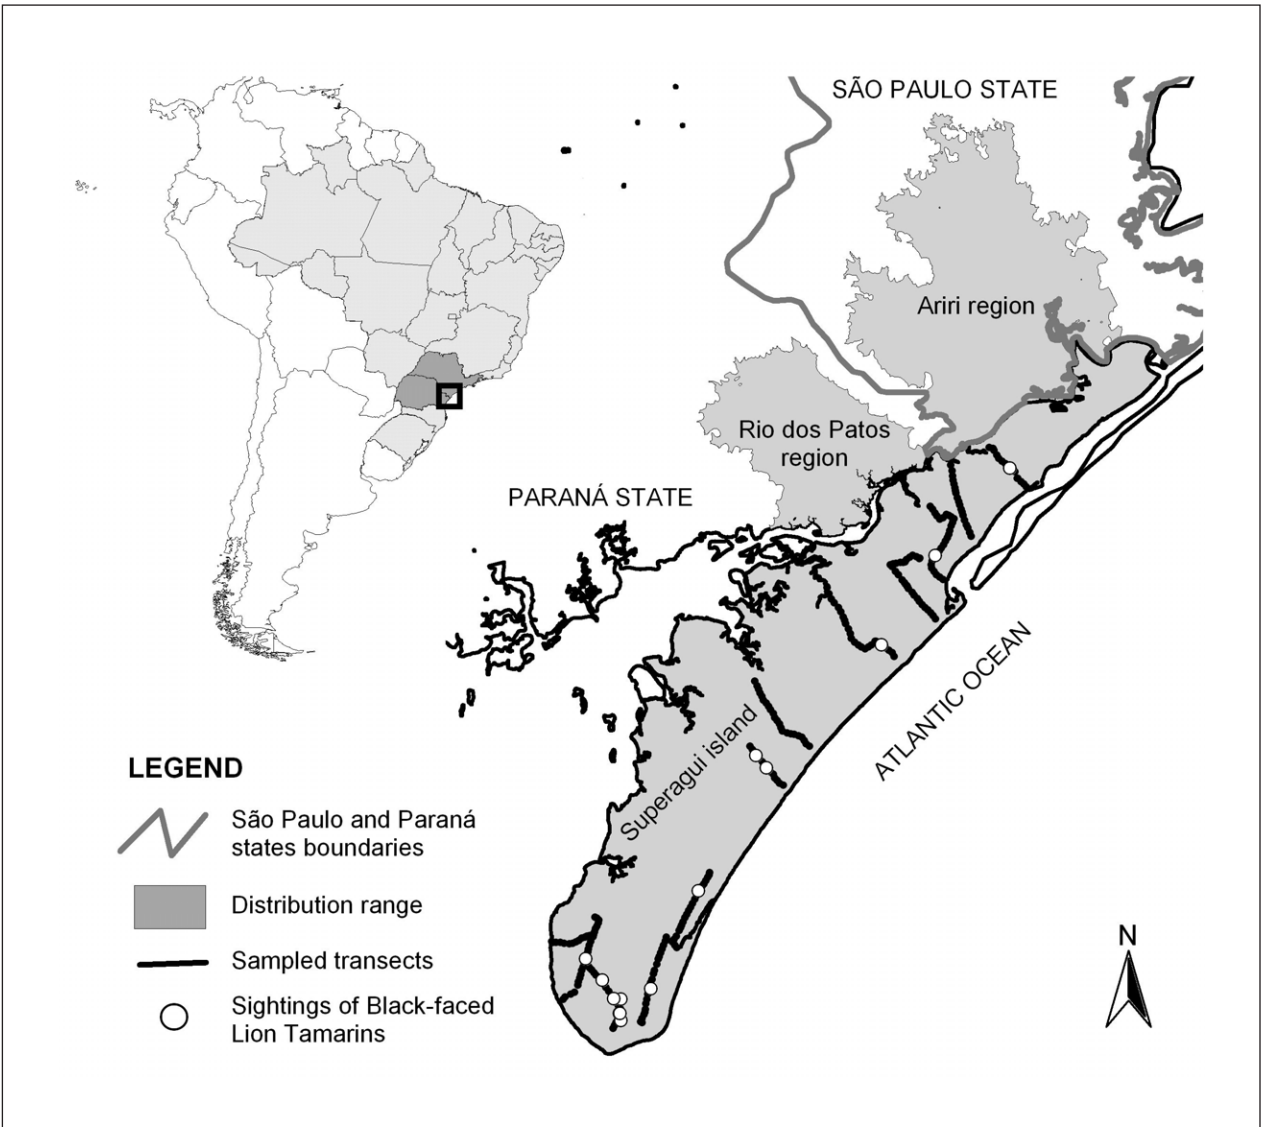 SÃO PAULO STATE
Ariri region
Rio dos Patos
region
PARANÁ STATE
ATLANTIC OCEAN
Superagui island
LEGEND
São Paulo and Paraná
states boundaries
Distribution range
Sampled transects
Sightings of Black-faced
Lion Tamarins
N